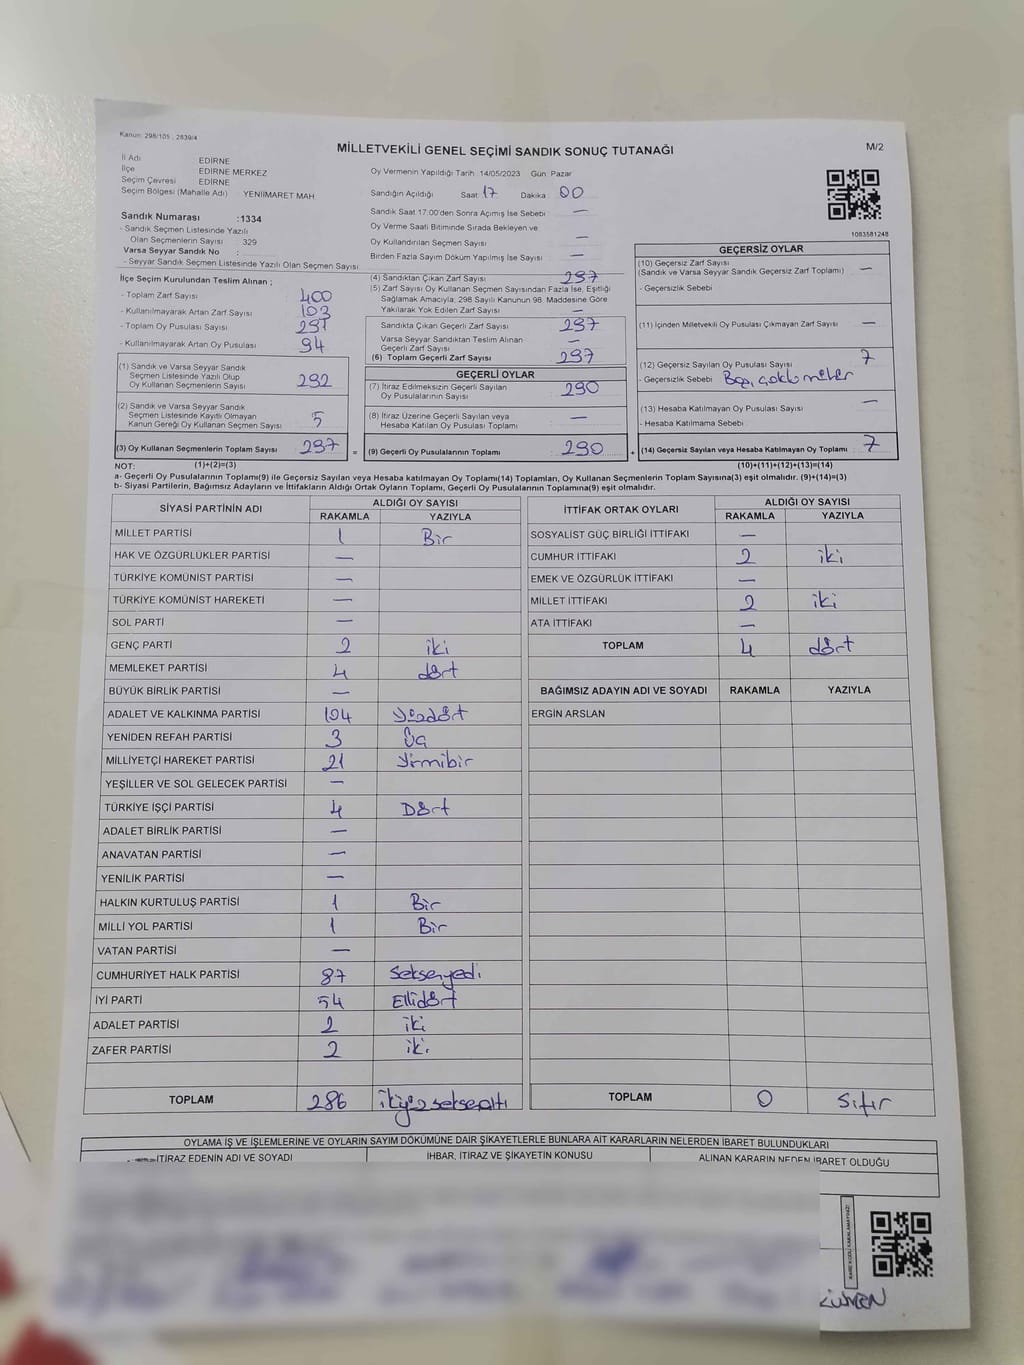 Kanun: 298/105 ; 2839/4
MİLLETVEKİLİ GENEL SEÇİMİ SANDIK SONUÇ TUTANAĞI
M/2
İl Adı EDİRNE
İlçe EDİRNE MERKEZ
Seçim Çevresi EDİRNE
Seçim Bölgesi (Mahalle Adı) YENİİMARET MAH
Oy Vermenin Yapıldığı Tarih 14/05/2023 Gün Pazar
Sandığın Açıldığı Saat 17 Dakika 00
Sandık Saat 17:00'den Sonra Açımış İse Sebebi —
Oy Verme Saati Bitiminde Sırada Bekleyen ve
Oy Kullandırılan Seçmen Sayısı —
Birden Fazla Sayım Döküm Yapılmış İse Sayısı —
1083581248
Sandık Numarası :1334
- Sandık Seçmen Listesinde Yazılı
Olan Seçmenlerin Sayısı : 329
Varsa Seyyar Sandık No :
- Seyyar Sandık Seçmen Listesinde Yazılı Olan Seçmen Sayısı
İlçe Seçim Kurulundan Teslim Alınan ;
- Toplam Zarf Sayısı 400
- Kullanılmayarak Artan Zarf Sayısı 103
- Toplam Oy Pusulası Sayısı
- Kullanılmayarak Artan Oy Pusulası 94
(1) Sandık ve Varsa Seyyar Sandık
Seçmen Listesinde Yazılı Olup
Oy Kullanan Seçmenlerin Sayısı 292
(2) Sandık ve Varsa Seyyar Sandık
Seçmen Listesinde Kayıtlı Olmayan
Kanun Gereği Oy Kullanan Seçmen Sayısı 5
(3) Oy Kullanan Seçmenlerin Toplam Sayısı 297 =
(4) Sandıktan Çıkan Zarf Sayısı 297
(5) Zarf Sayısı Oy Kullanan Seçmen Sayısından Fazla İse, Eşitliği
Sağlamak Amacıyla, 298 Sayılı Kanunun 98. Maddesine Göre
Yakılarak Yok Edilen Zarf Sayısı —
Sandıkta Çıkan Geçerli Zarf Sayısı 297
Varsa Seyyar Sandıktan Teslim Alınan
Geçerli Zarf Sayısı —
(6) Toplam Geçerli Zarf Sayısı 297
GEÇERLİ OYLAR
(7) İtiraz Edilmeksizin Geçerli Sayılan
Oy Pusulalarının Sayısı 290
(8) İtiraz Üzerine Geçerli Sayılan veya
Hesaba Katılan Oy Pusulası Toplamı —
(9) Geçerli Oy Pusulalarının Toplamı 290 +
GEÇERSİZ OYLAR
(10) Geçersiz Zarf Sayısı
(Sandık ve Varsa Seyyar Sandık Geçersiz Zarf Toplamı) —
- Geçersizlik Sebebi
(11) İçinden Milletvekili Oy Pusulası Çıkmayan Zarf Sayısı —
(12) Geçersiz Sayılan Oy Pusulası Sayısı 7
- Geçersizlik Sebebi Boş, çoklu mühür
(13) Hesaba Katılmayan Oy Pusulası Sayısı —
- Hesaba Katılmama Sebebi
(14) Geçersiz Sayılan veya Hesaba Katılmayan Oy Toplamı 7
NOT: (1)+(2)=(3) (10)+(11)+(12)+(13)=(14)
a- Geçerli Oy Pusulalarının Toplamı(9) ile Geçersiz Sayılan veya Hesaba katılmayan Oy Toplamı(14) Toplamları, Oy Kullanan Seçmenlerin Toplam Sayısına(3) eşit olmalıdır. (9)+(14)=(3)
b- Siyasi Partilerin, Bağımsız Adayların ve İttifakların Aldığı Ortak Oyların Toplamı, Geçerli Oy Pusulalarının Toplamına(9) eşit olmalıdır.
SİYASİ PARTİNİN ADI ALDIĞI OY SAYISI
RAKAMLA YAZIYLA
MİLLET PARTİSİ 1 Bir
HAK VE ÖZGÜRLÜKLER PARTİSİ —
TÜRKİYE KOMÜNİST PARTİSİ —
TÜRKİYE KOMÜNİST HAREKETİ —
SOL PARTİ —
GENÇ PARTİ 2 iki
MEMLEKET PARTİSİ 4 dört
BÜYÜK BİRLİK PARTİSİ —
ADALET VE KALKINMA PARTİSİ 104 Yüzdört
YENİDEN REFAH PARTİSİ 3 Üç
MİLLİYETÇİ HAREKET PARTİSİ 21 Yirmibir
YEŞİLLER VE SOL GELECEK PARTİSİ —
TÜRKİYE İŞÇİ PARTİSİ 4 Dört
ADALET BİRLİK PARTİSİ —
ANAVATAN PARTİSİ —
YENİLİK PARTİSİ —
HALKIN KURTULUŞ PARTİSİ 1 Bir
MİLLİ YOL PARTİSİ 1 Bir
VATAN PARTİSİ —
CUMHURİYET HALK PARTİSİ 87 Seksenyedi
İYİ PARTİ 54 Ellidört
ADALET PARTİSİ 2 iki
ZAFER PARTİSİ 2 iki
TOPLAM 286 ikiyüzseksenaltı
İTTİFAK ORTAK OYLARI ALDIĞI OY SAYISI
RAKAMLA YAZIYLA
SOSYALİST GÜÇ BİRLİĞİ İTTİFAKI —
CUMHUR İTTİFAKI 2 iki
EMEK VE ÖZGÜRLÜK İTTİFAKI —
MİLLET İTTİFAKI 2 iki
ATA İTTİFAKI —
TOPLAM 4 dört
BAĞIMSIZ ADAYIN ADI VE SOYADI RAKAMLA YAZIYLA
ERGİN ARSLAN
TOPLAM 0 Sıfır
OYLAMA İŞ VE İŞLEMLERİNE VE OYLARIN SAYIM DÖKÜMÜNE DAİR ŞİKAYETLERLE BUNLARA AİT KARARLARIN NELERDEN İBARET BULUNDUKLARI
İTİRAZ EDENİN ADI VE SOYADI İHBAR, İTİRAZ VE ŞİKAYETİN KONUSU ALINAN KARARIN NEDEN İBARET OLDUĞU